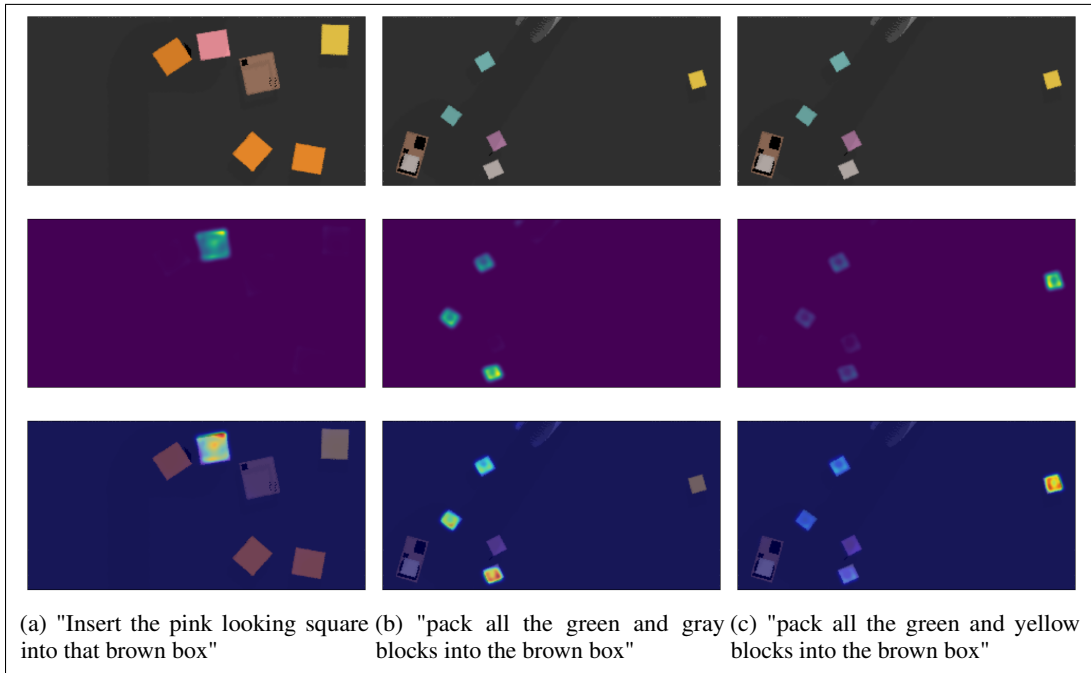 (a) "Insert the pink looking square
into that brown box"
(b) "pack all the green and gray
blocks into the brown box"
(c) "pack all the green and yellow
blocks into the brown box"